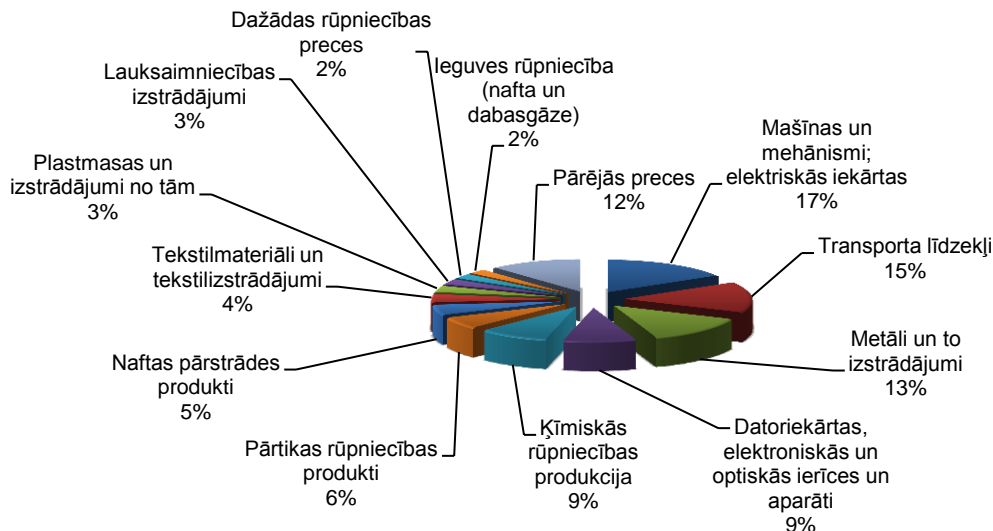 Dažādas rūpniecības
preces
2%
Ieguves rūpniecība
(nafta un
dabasgāze)
2%
Lauksaimniecības
izstrādājumi
3%
Mašīnas un
mehānismi;
elektriskās iekārtas
17%
Plastmasas un
izstrādājumi no tām
3%
Pārējās preces
12%
Transporta līdzekļi
15%
Tekstilmateriāli un
tekstilizstrādājumi
4%
Metāli un to
izstrādājumi
13%
Naftas pārstrādes
produkti
5%
Pārtikas rūpniecības
produkti
6%
Ķīmiskās
rūpniecības
produkcija
9%
Datoriekārtas,
elektroniskās un
optiskās ierīces un
aparāti
9%